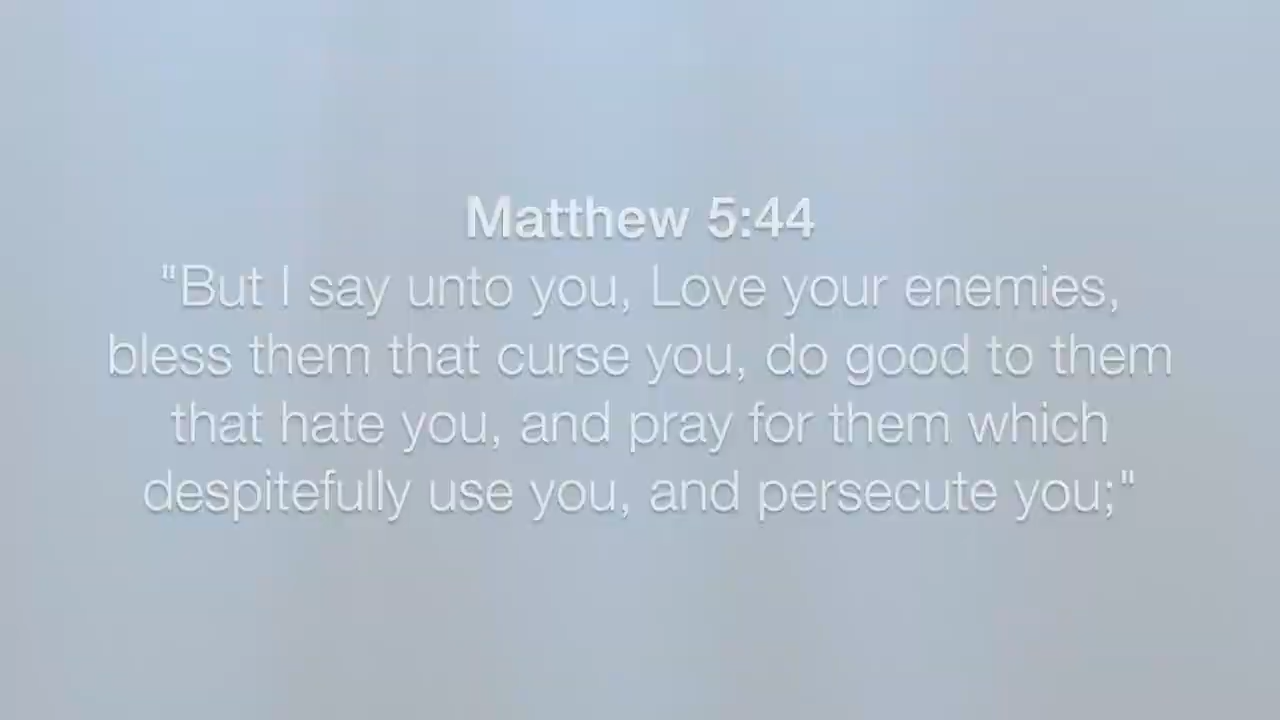 Matthew 5:44
"But I say unto you, Love your enemies,
bless them that curse you, do good to them
that hate you, and pray for them which
despitefully use you, and persecute you;"